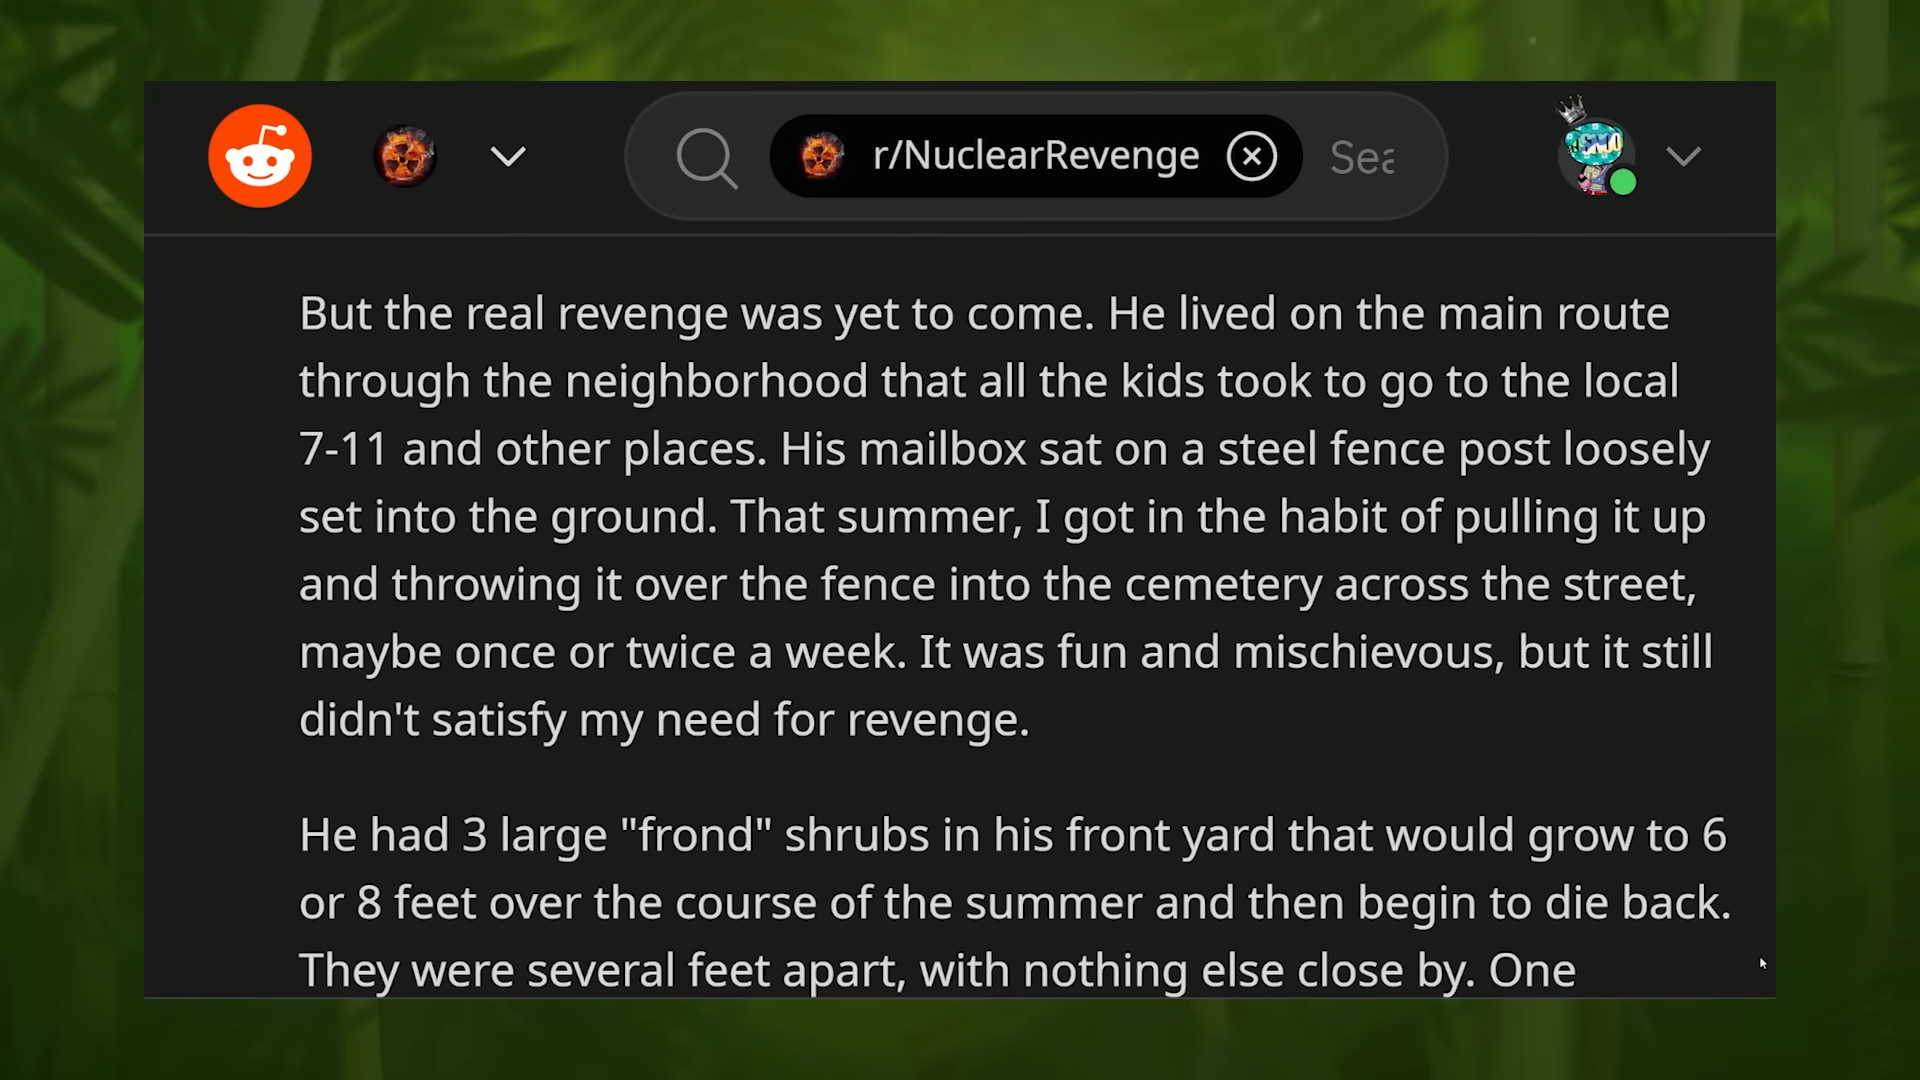 r/NuclearRevenge
Sea
But the real revenge was yet to come. He lived on the main route
through the neighborhood that all the kids took to go to the local
7-11 and other places. His mailbox sat on a steel fence post loosely
set into the ground. That summer, I got in the habit of pulling it up
and throwing it over the fence into the cemetery across the street,
maybe once or twice a week. It was fun and mischievous, but it still
didn't satisfy my need for revenge.
He had 3 large "frond" shrubs in his front yard that would grow to 6
or 8 feet over the course of the summer and then begin to die back.
They were several feet apart, with nothing else close by. One